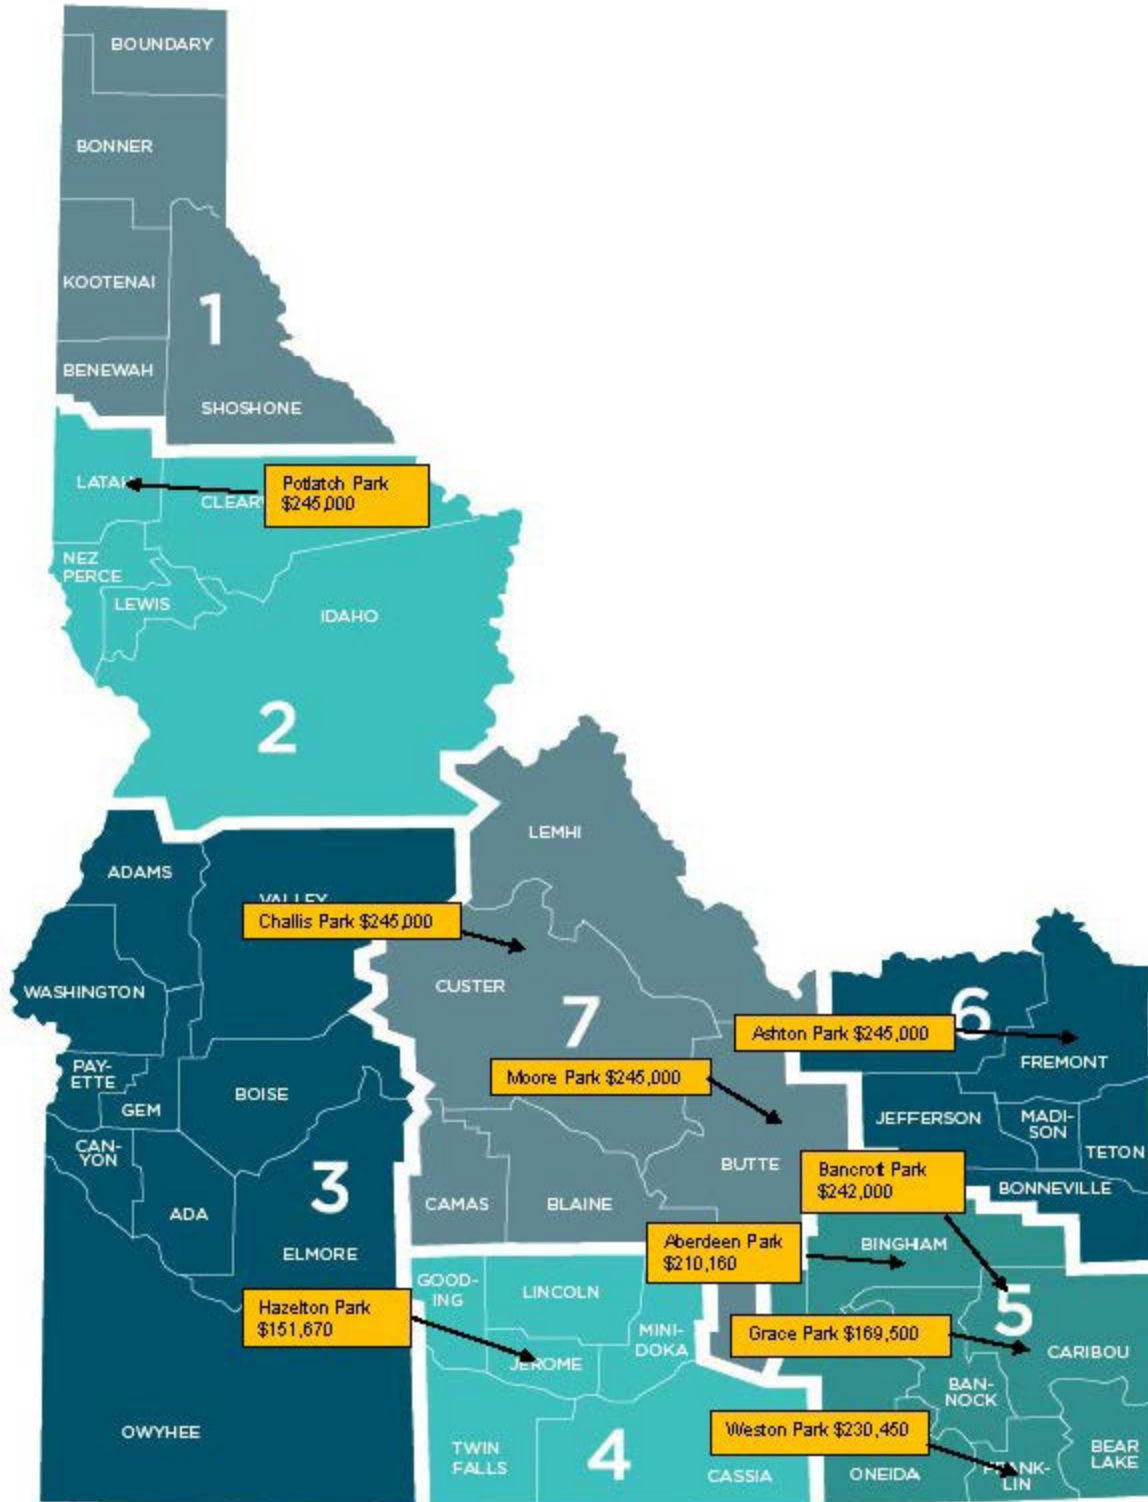 BOUNDARY
BONNER
KOOTENAI
1
BENEWAH
SHOSHONE
LATAH
Potlatch Park
$245,000
CLEARW
NEZ
PERCE
LEWIS
IDAHO
2
LEMHI
ADAMS
VALLEY
Challis Park $245,000
WASHINGTON
CUSTER
7
6
Ashton Park $245,000
FREMONT
PAY-
ETTE
GEM
BOISE
Moore Park $245,000
JEFFERSON
MADI-
SON
TETON
CAN-
YON
ADA
3
ELMORE
CAMAS
BLAINE
BUTTE
Bancroft Park
$242,000
BONNEVILLE
Aberdeen Park
$210,160
BINGHAM
Hazelton Park
$151,670
GOOD-
ING
LINCOLN
JEROME
MINI-
DOKA
5
Grace Park $169,500
CARIBOU
BAN-
NOCK
OWYHEE
TWIN
FALLS
4
CASSIA
Weston Park $230,450
ONEIDA
FRANK-
LIN
BEAR
LAKE